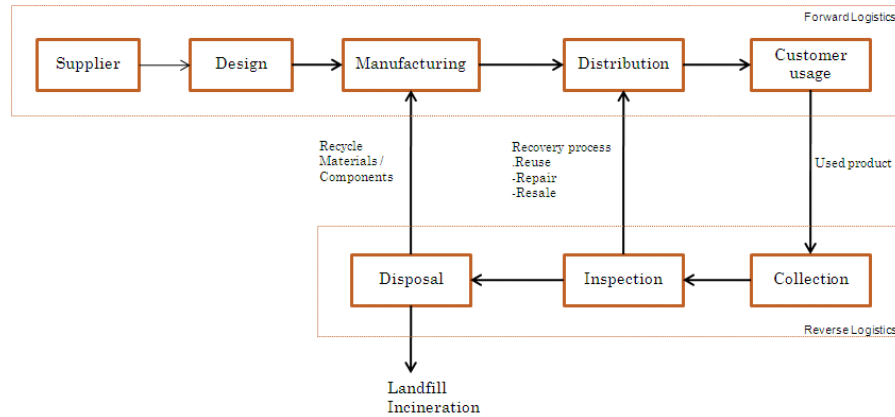 Forward Logistics
Supplier
Design
Manufacturing
Distribution
Customer
usage
Recycle
Materials /
Components
Recovery process
.Reuse
-Repair
-Resale
Used product
Disposal
Inspection
Collection
Reverse Logistics
Landfill
Incineration